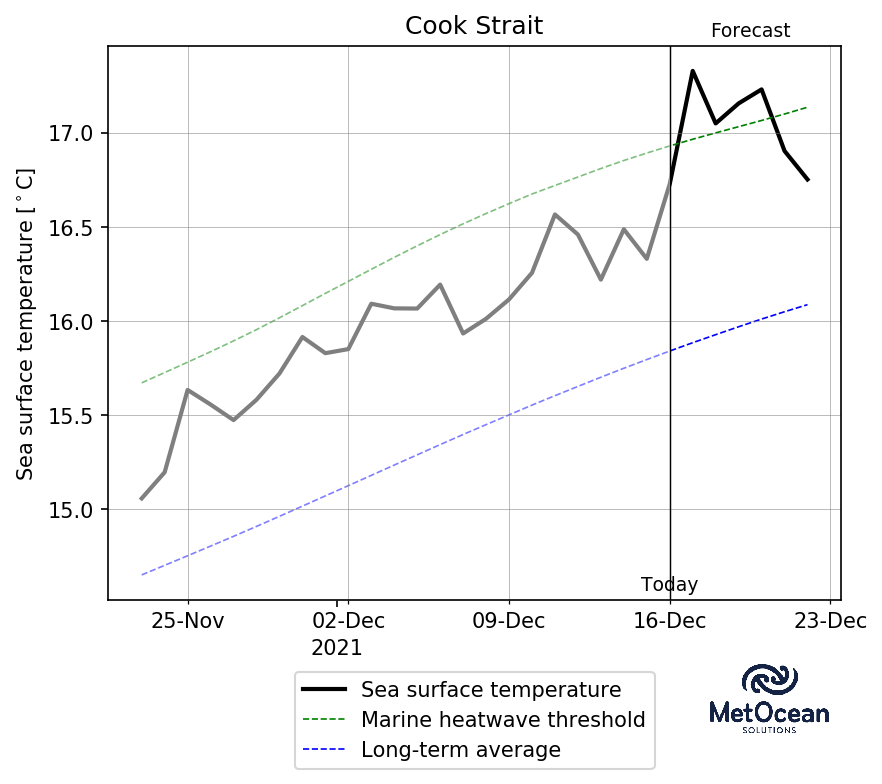 Cook Strait
Forecast
Sea surface temperature [°C]
17.0
16.5
16.0
15.5
15.0
Today
25-Nov 02-Dec 09-Dec 16-Dec 23-Dec
2021
Sea surface temperature
Marine heatwave threshold
Long-term average
MetOcean
SOLUTIONS